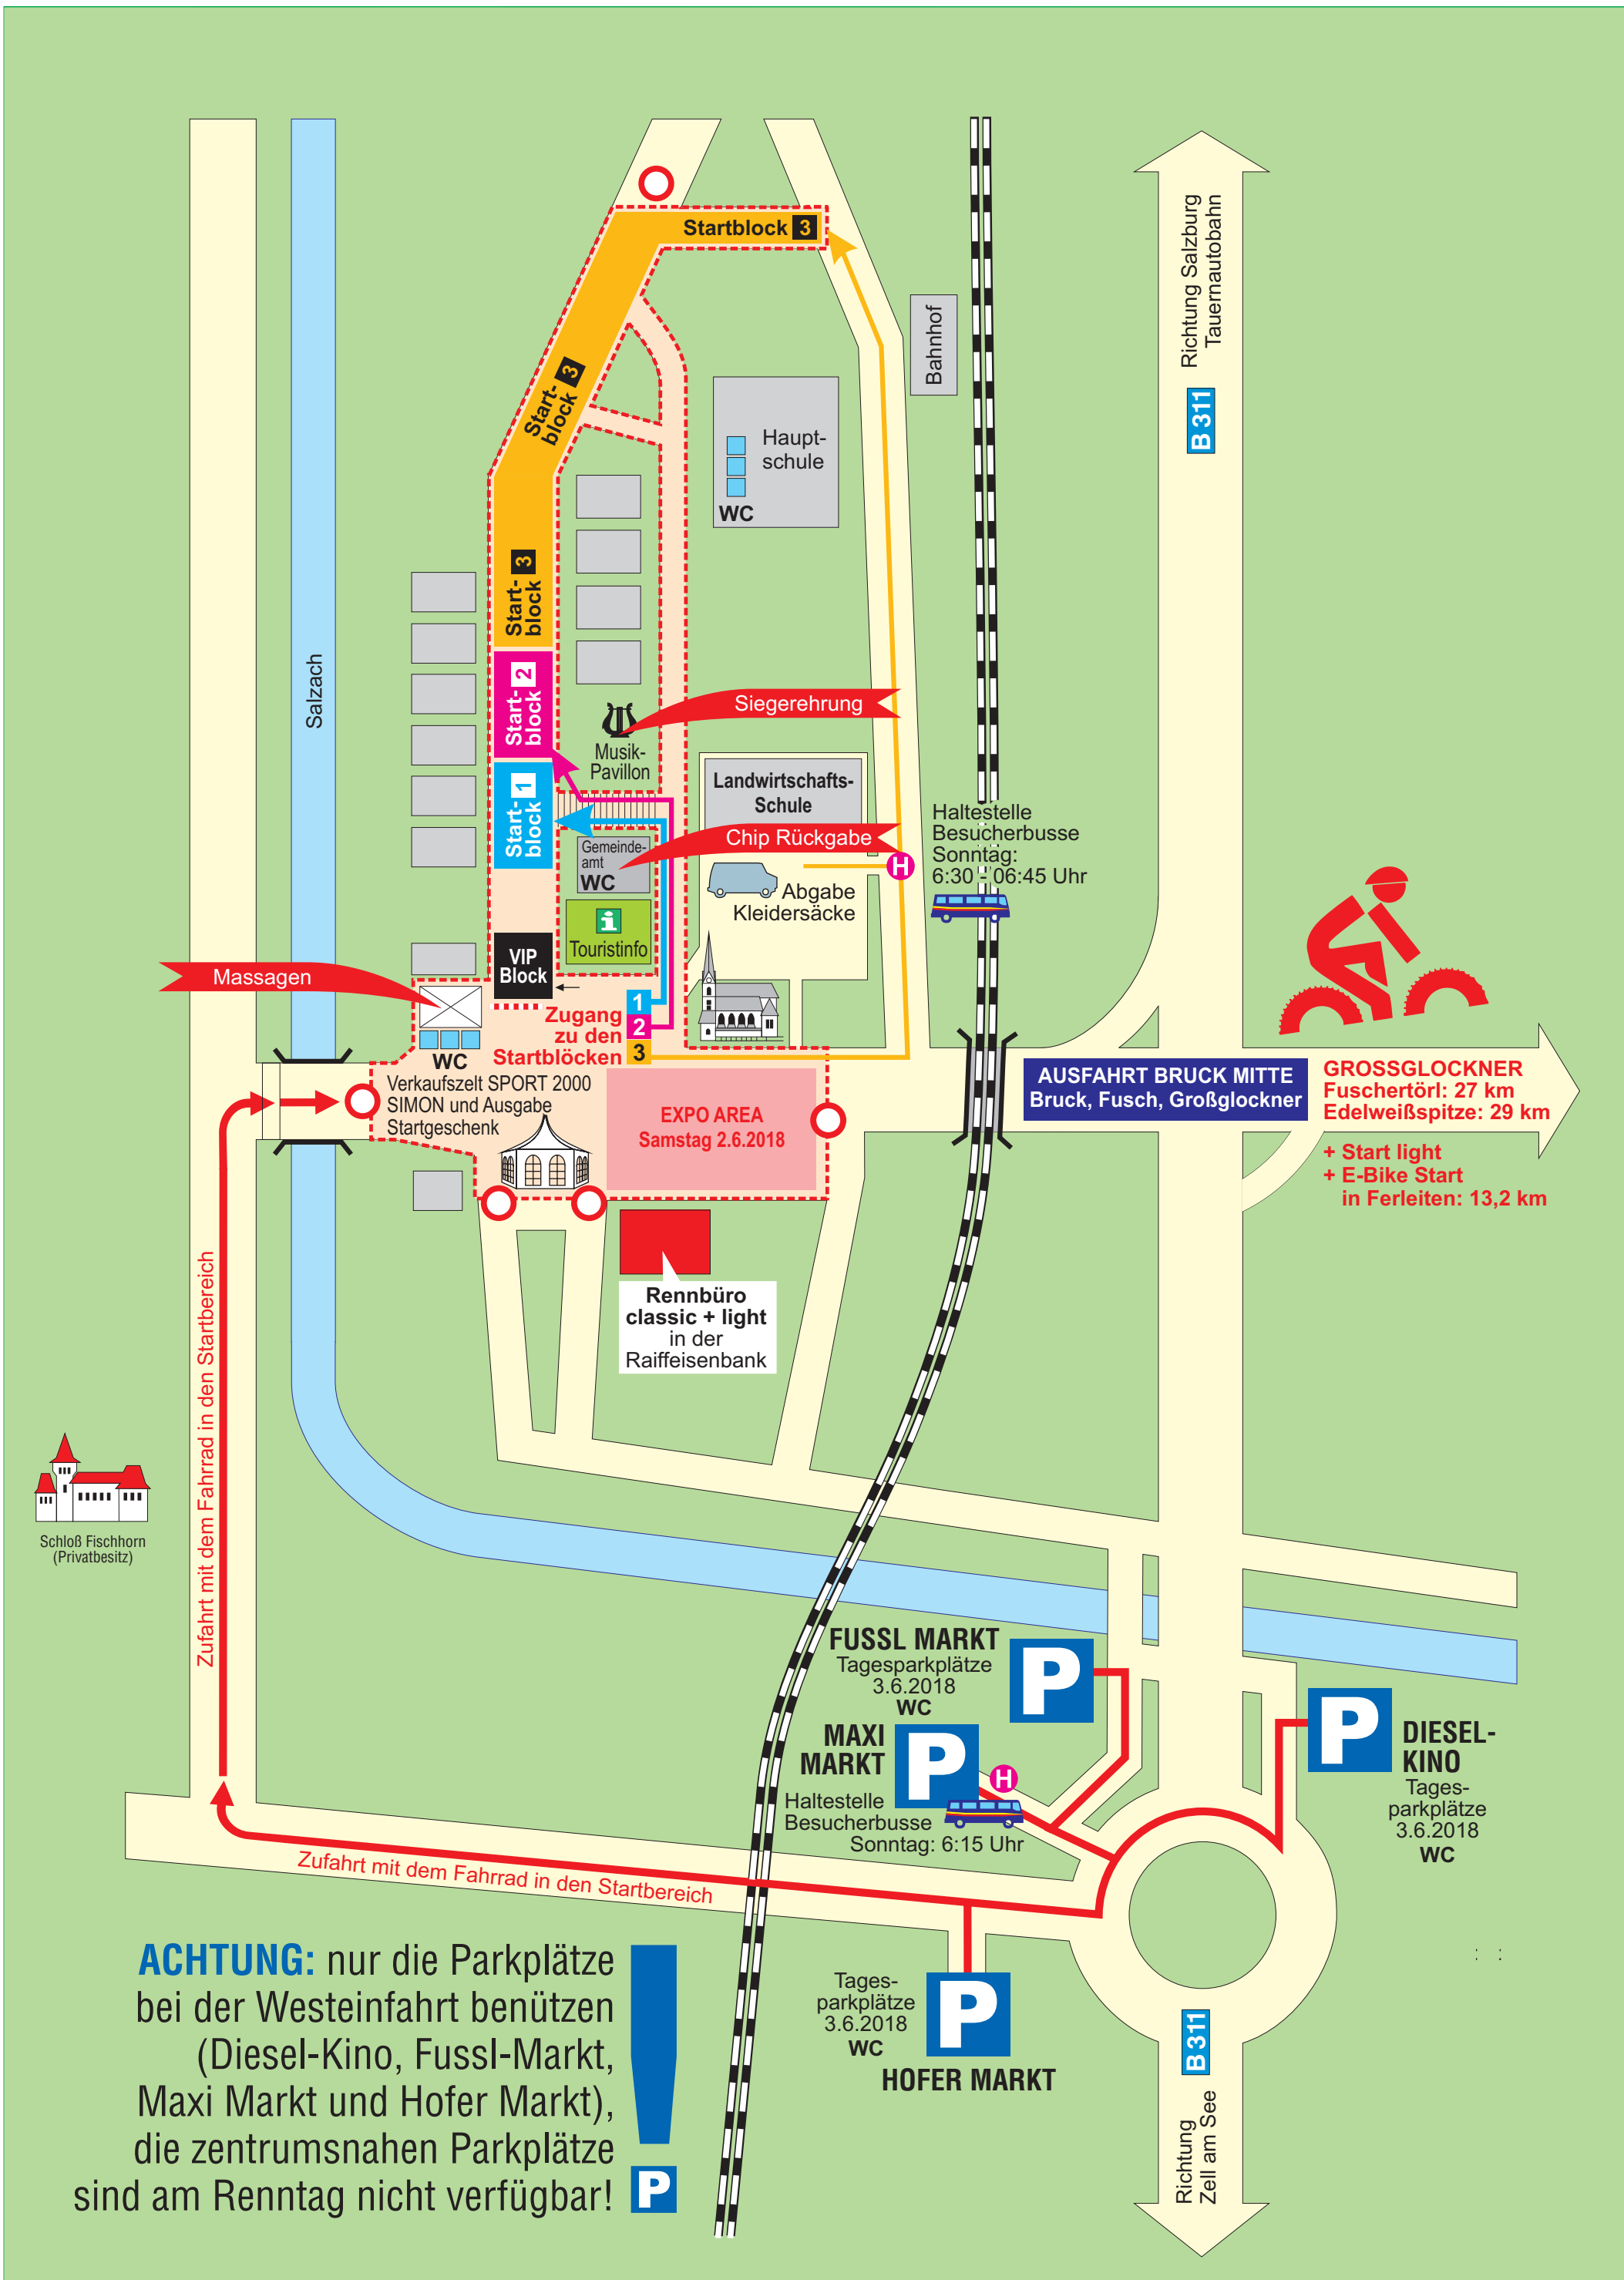 Richtung Salzburg
Tauernautobahn
B 311
Startblock 3
Bahnhof
Start-
block 3
Haupt-
schule
WC
Start-
block 3
Salzach
Start-
block 2
Siegerehrung
Musik-
Pavillon
Start-
block 1
Landwirtschafts-
Schule
Chip Rückgabe
Gemeinde-
amt
WC
H
Haltestelle
Besucherbusse
Sonntag:
6:30 - 06:45 Uhr
Abgabe
Kleidersäcke
i
Touristinfo
VIP
Block
Massagen
WC
Zugang
zu den
Startblöcken
1
2
3
Verkaufszelt SPORT 2000
SIMON und Ausgabe
Startgeschenk
EXPO AREA
Samstag 2.6.2018
AUSFAHRT BRUCK MITTE
Bruck, Fusch, Großglockner
GROSSGLOCKNER
Fuschertörl: 27 km
Edelweißspitze: 29 km
+ Start light
+ E-Bike Start
in Ferleiten: 13,2 km
Rennbüro
classic + light
in der
Raiffeisenbank
Zufahrt mit dem Fahrrad in den Startbereich
Schloß Fischhorn
(Privatbesitz)
FUSSL MARKT
Tagesparkplätze
3.6.2018
WC
P
MAXI
MARKT
P
H
Haltestelle
Besucherbusse
Sonntag: 6:15 Uhr
P
DIESEL-
KINO
Tages-
parkplätze
3.6.2018
WC
Zufahrt mit dem Fahrrad in den Startbereich
Tages-
parkplätze
3.6.2018
WC
P
HOFER MARKT
B 311
Richtung
Zell am See
ACHTUNG: nur die Parkplätze
bei der Westeinfahrt benützen
(Diesel-Kino, Fussl-Markt,
Maxi Markt und Hofer Markt),
die zentrumsnahen Parkplätze
sind am Renntag nicht verfügbar!
P